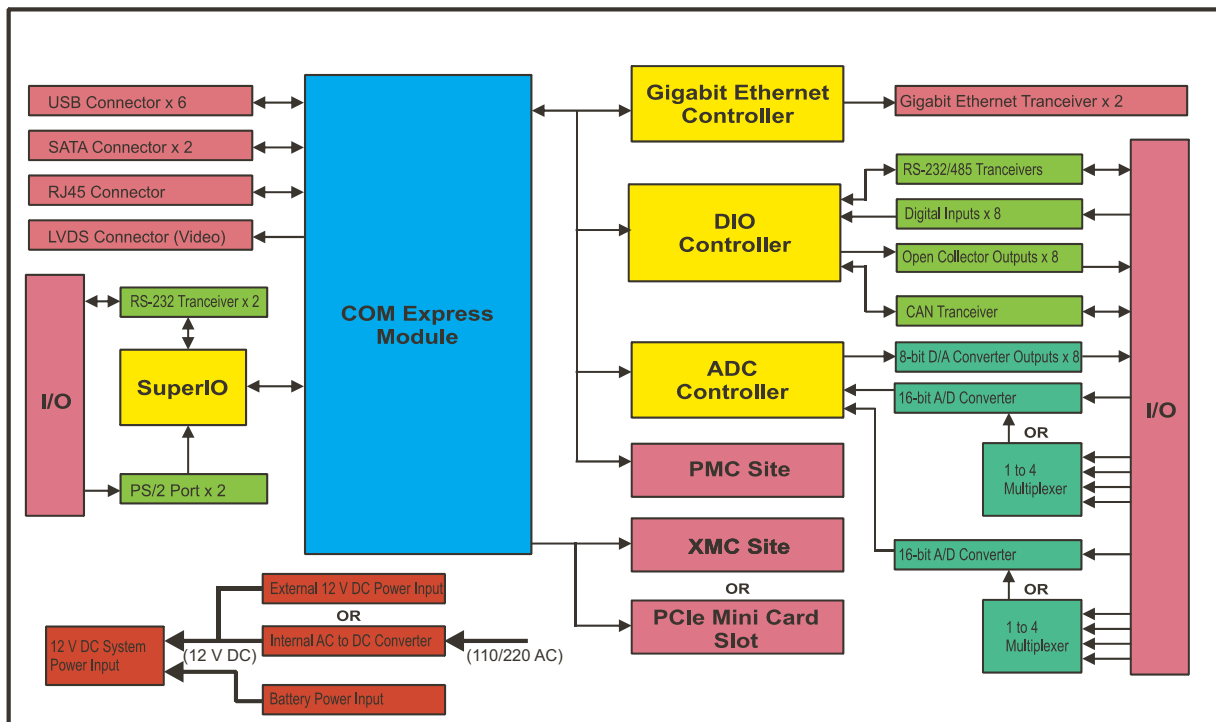 USB Connector x 6
SATA Connector x 2
RJ45 Connector
LVDS Connector (Video)
I/O
RS-232 Tranceiver x 2
SuperIO
PS/2 Port x 2
COM Express
Module
Gigabit Ethernet
Controller
Gigabit Ethernet Tranceiver x 2
DIO
Controller
RS-232/485 Tranceivers
Digital Inputs x 8
Open Collector Outputs x 8
CAN Tranceiver
ADC
Controller
8-bit D/A Converter Outputs x 8
16-bit A/D Converter
OR
1 to 4
Multiplexer
16-bit A/D Converter
OR
1 to 4
Multiplexer
I/O
PMC Site
XMC Site
OR
PCIe Mini Card
Slot
External 12 V DC Power Input
OR
Internal AC to DC Converter
(12 V DC)
(110/220 AC)
12 V DC System
Power Input
Battery Power Input